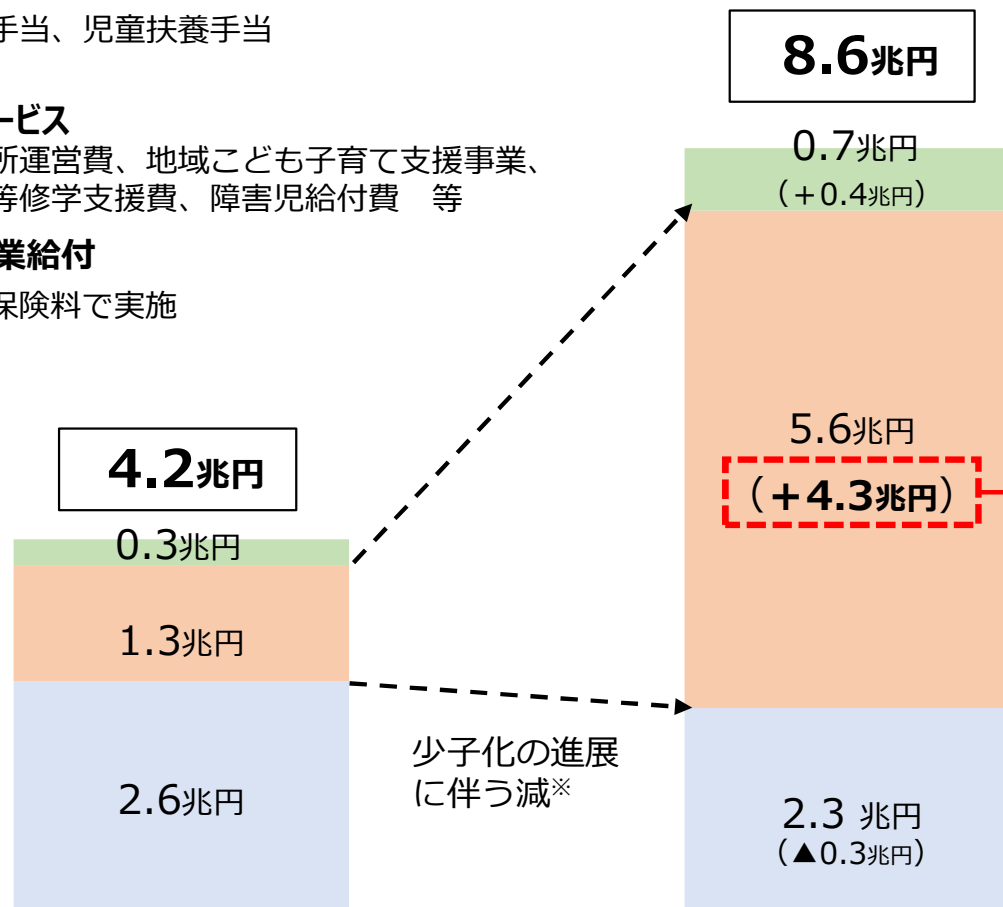 手当、児童扶養手当
ービス
所運営費、地域こども子育て支援事業、
等修学支援費、障害児給付費　等
業給付
保険料で実施
4.2兆円
0.3兆円
1.3兆円
2.6兆円
少子化の進展
に伴う減※
8.6兆円
0.7兆円
（＋0.4兆円）
5.6兆円
（＋4.3兆円）
2.3 兆円
（▲0.3兆円）